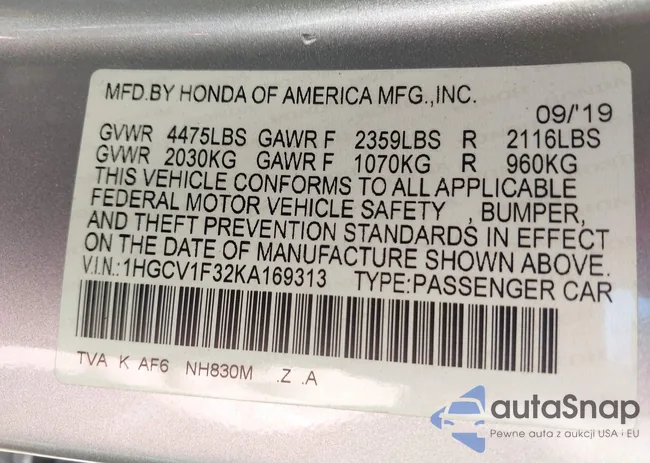 MFD.BY HONDA OF AMERICA MFG.,INC.
09/'19
GVWR 4475LBS GAWR F 2359LBS R 2116LBS
GVWR 2030KG GAWR F 1070KG R 960KG
THIS VEHICLE CONFORMS TO ALL APPLICABLE
FEDERAL MOTOR VEHICLE SAFETY , BUMPER,
AND THEFT PREVENTION STANDARDS IN EFFECT
ON THE DATE OF MANUFACTURE SHOWN ABOVE.
V.I.N.:1HGCV1F32KA169313 TYPE:PASSENGER CAR
TVA K AF6 NH830M .Z .A
autoSnap
Pewne auta z aukcji USA i EU